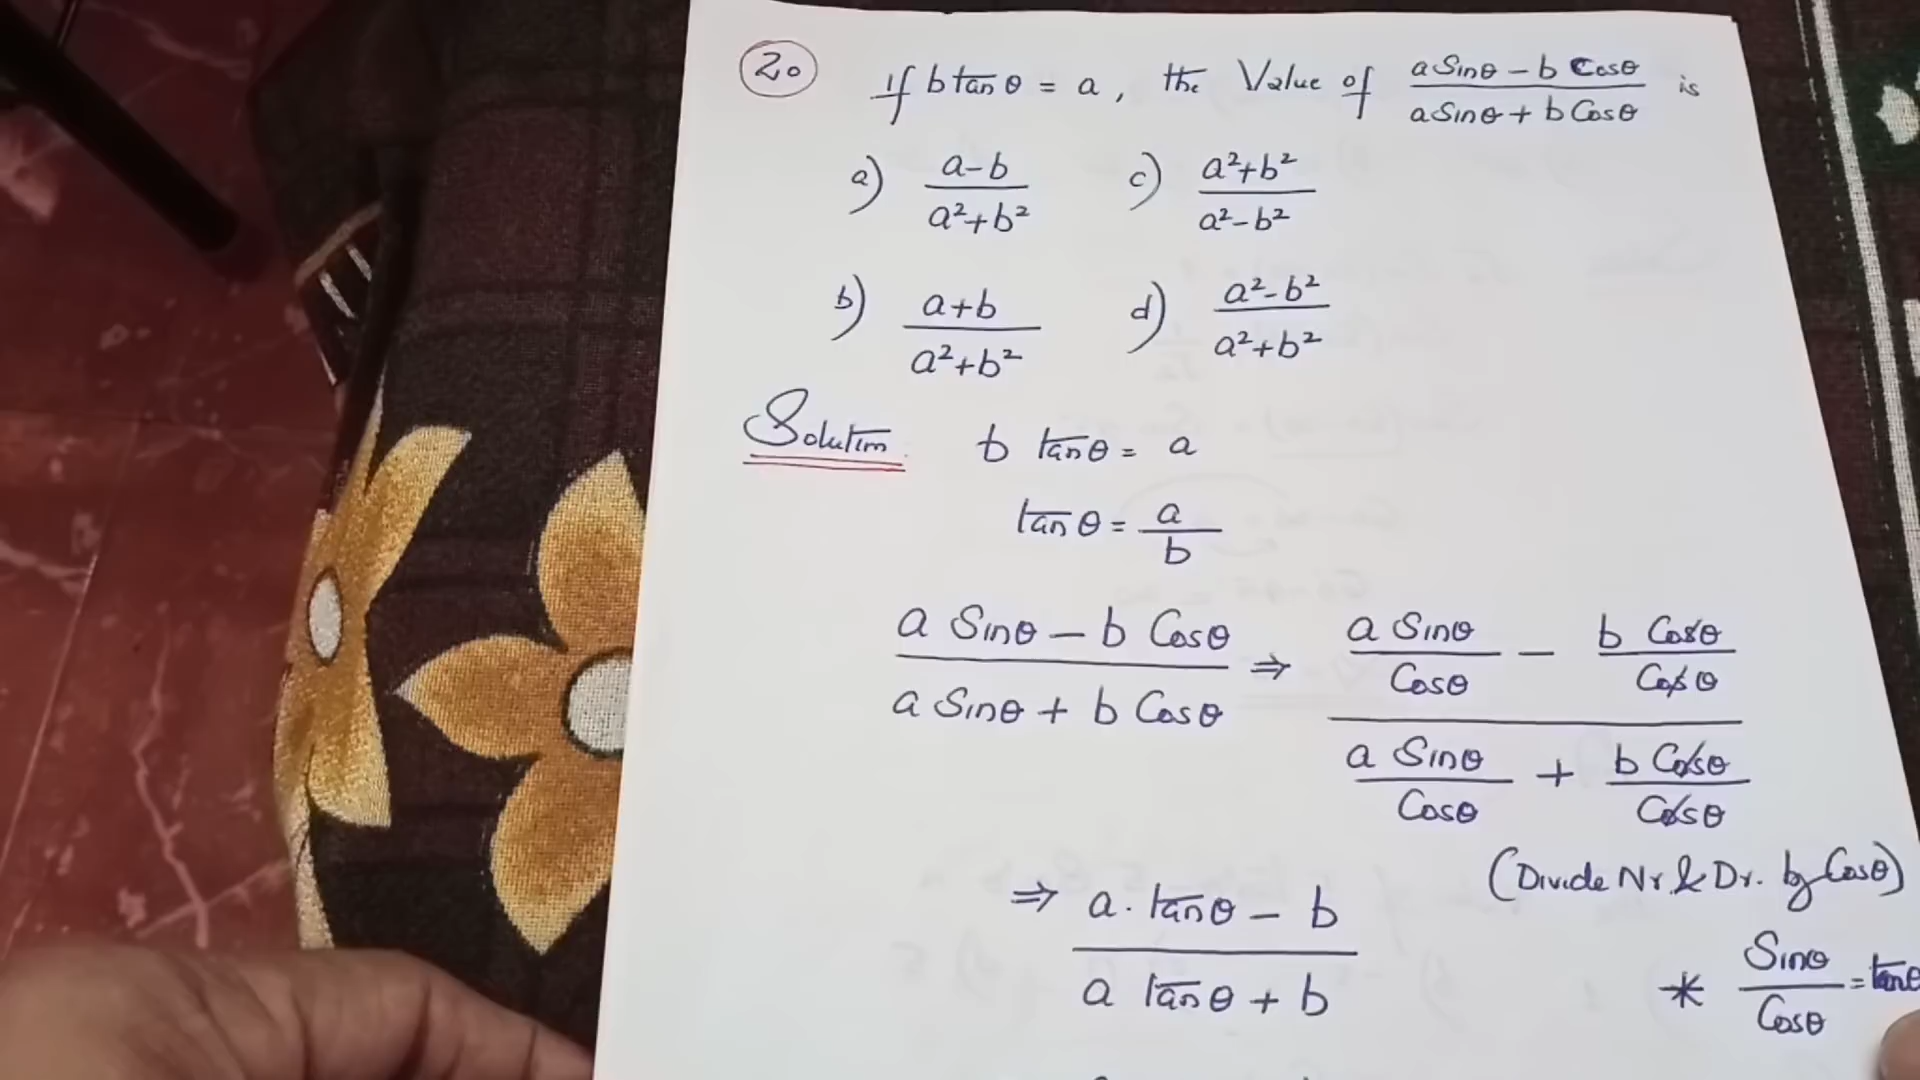 20 If b tanθ = a, the Value of (a Sinθ - b Cosθ)/(a Sinθ + b Cosθ) is
a) (a-b)/(a²+b²) c) (a²+b²)/(a²-b²)
b) (a+b)/(a²+b²) d) (a²-b²)/(a²+b²)
Solution b tanθ = a
tanθ = a/b
(a Sinθ - b Cosθ)/(a Sinθ + b Cosθ) ⇒ (a Sinθ/Cosθ - b Cosθ/Cosθ)/(a Sinθ/Cosθ + b Cosθ/Cosθ)
(Divide Nr. & Dr. by Cosθ)
⇒ (a. tanθ - b)/(a tanθ + b)
* Sinθ/Cosθ = tanθ